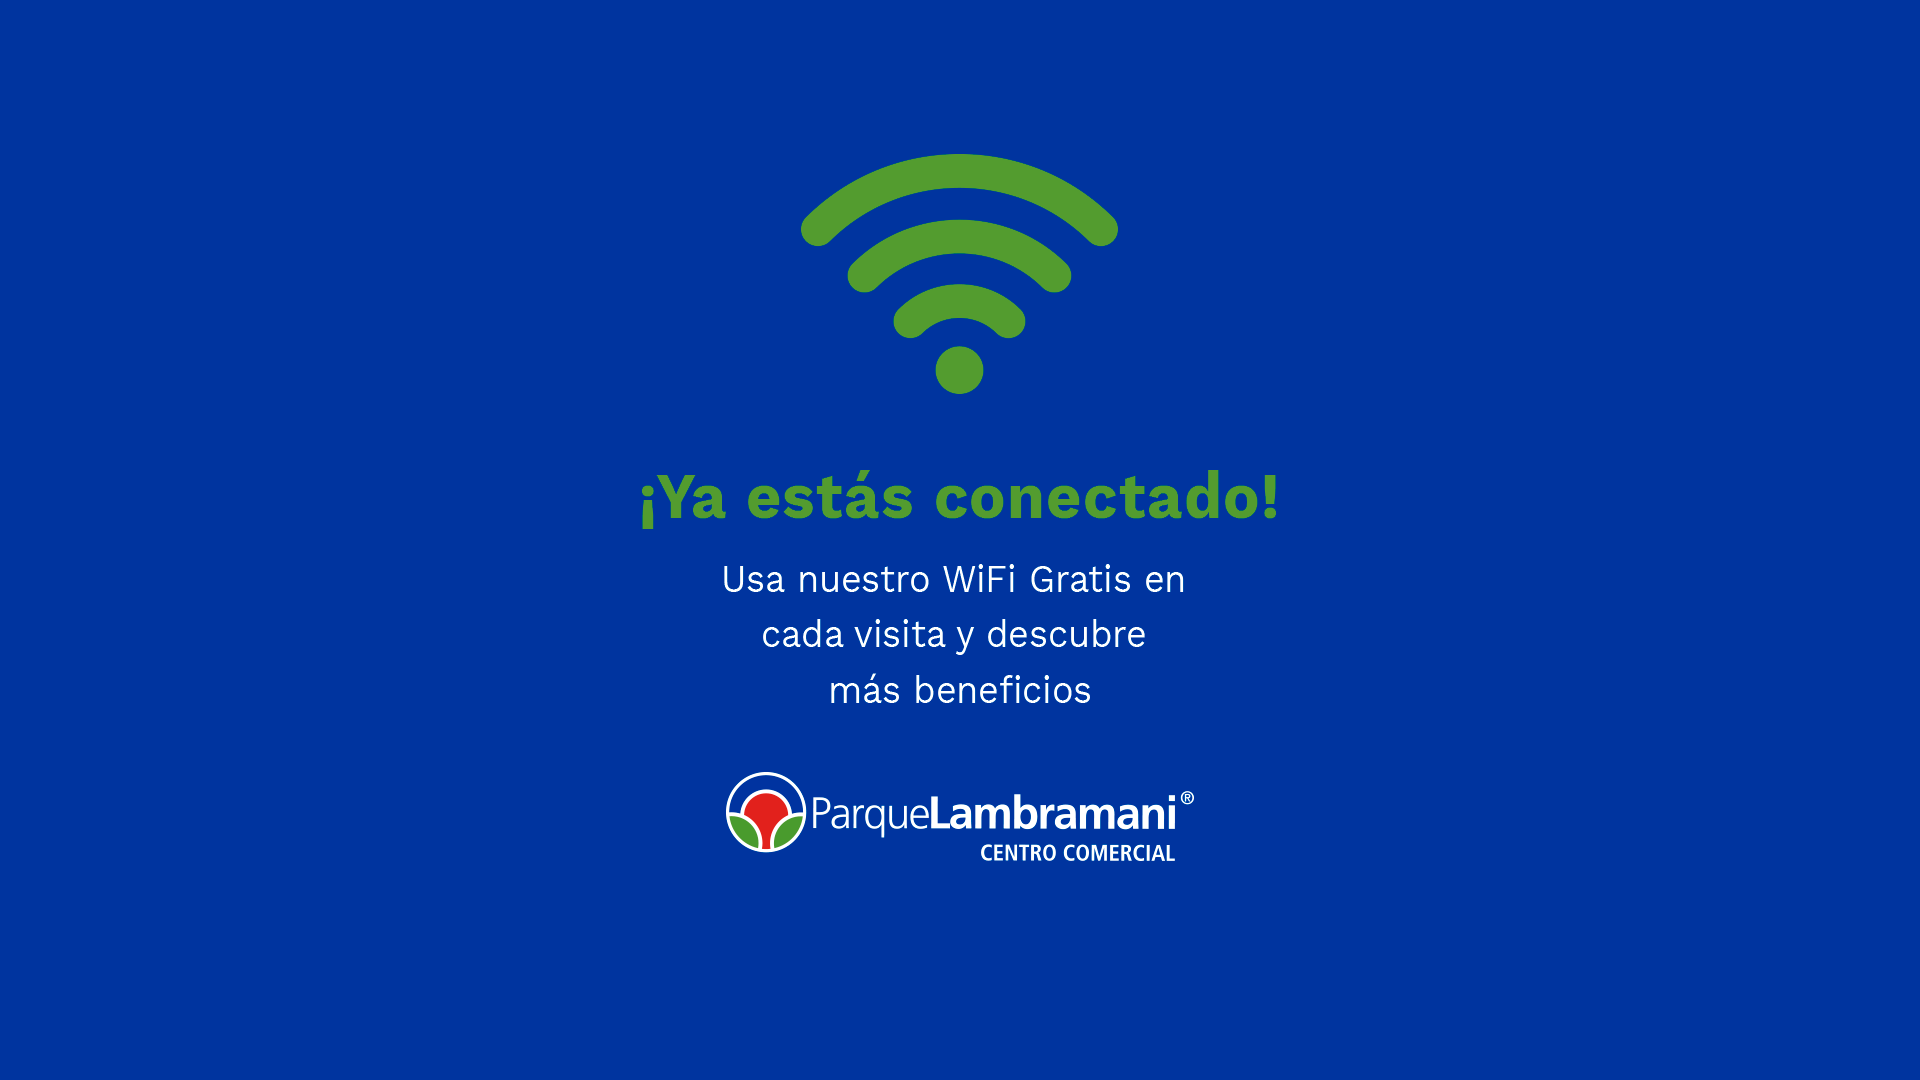 ¡Ya estás conectado!
Usa nuestro WiFi Gratis en
cada visita y descubre
más beneficios
ParqueLambramani®
CENTRO COMERCIAL